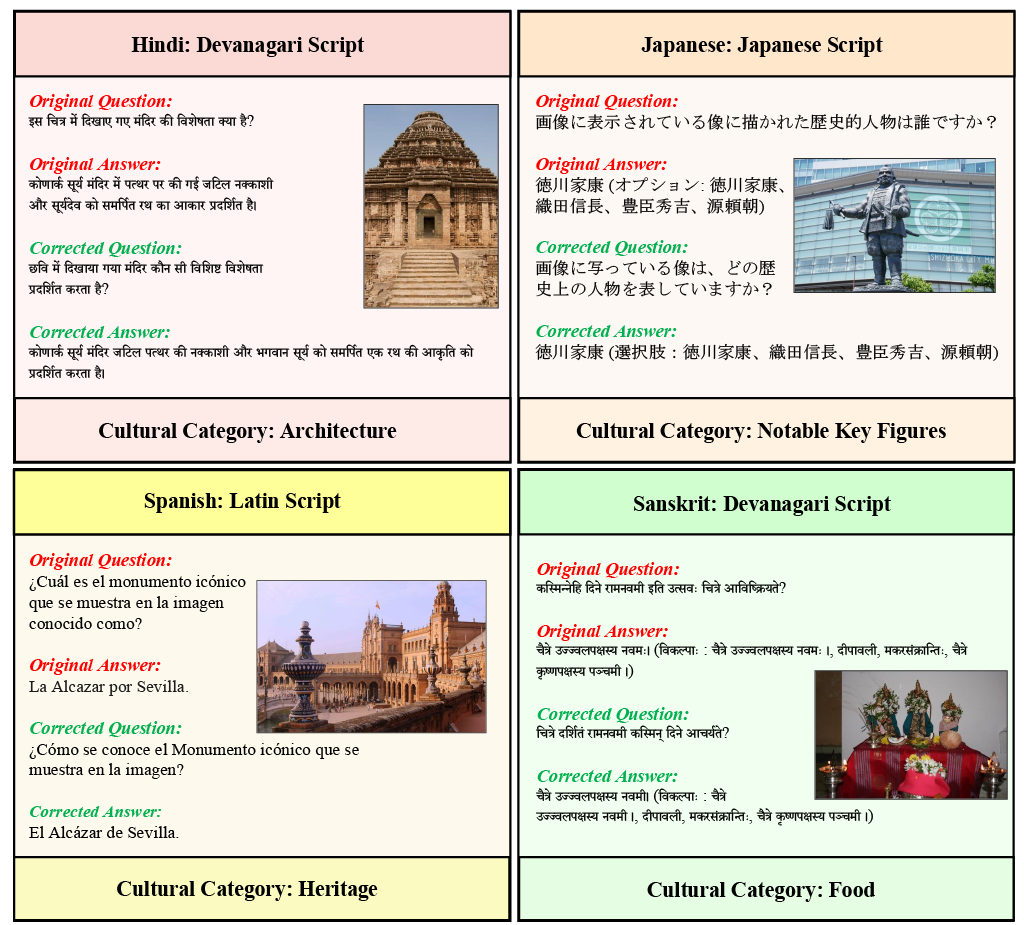 Hindi: Devanagari Script
Original Question:
इस चित्र में दिखाए गए मंदिर की विशेषता क्या है?
Original Answer:
कोणार्क सूर्य मंदिर में पत्थर पर की गई जटिल नक्काशी
और सूर्यदेव को समर्पित रथ का आकार प्रदर्शित है।
Corrected Question:
छवि में दिखाया गया मंदिर कौन सी विशिष्ट विशेषता
प्रदर्शित करता है?
Corrected Answer:
कोणार्क सूर्य मंदिर जटिल पत्थर की नक्काशी और भगवान सूर्य को समर्पित एक रथ की आकृति को
प्रदर्शित करता है।
Cultural Category: Architecture
Japanese: Japanese Script
Original Question:
画像に表示されている像に描かれた歴史的人物は誰ですか？
Original Answer:
徳川家康 (オプション: 徳川家康、
織田信長、豊臣秀吉、源頼朝)
Corrected Question:
画像に写っている像は、どの歴
史上の人物を表していますか？
Corrected Answer:
徳川家康 (選択肢：徳川家康、織田信長、豊臣秀吉、源頼朝)
Cultural Category: Notable Key Figures
Spanish: Latin Script
Original Question:
¿Cuál es el monumento icónico
que se muestra en la imagen
conocido como?
Original Answer:
La Alcazar por Sevilla.
Corrected Question:
¿Cómo se conoce el Monumento icónico que se
muestra en la imagen?
Corrected Answer:
El Alcázar de Sevilla.
Cultural Category: Heritage
Sanskrit: Devanagari Script
Original Question:
कस्मिन्नेहि दिने रामनवमी इति उत्सवः चित्रे आविष्क्रियते?
Original Answer:
चैत्रे उज्ज्वलपक्षस्य नवमः। (विकल्पाः : चैत्रे उज्ज्वलपक्षस्य नवमः ।, दीपावली, मकरसंक्रान्तिः, चैत्रे
कृष्णपक्षस्य पञ्चमी ।)
Corrected Question:
चित्रे दर्शितं रामनवमी कस्मिन् दिने आचर्यते?
Corrected Answer:
चैत्रे उज्ज्वलपक्षस्य नवमी। (विकल्पाः : चैत्रे
उज्ज्वलपक्षस्य नवमी ।, दीपावली, मकरसंक्रान्तिः, चैत्रे कृष्णपक्षस्य पञ्चमी ।)
Cultural Category: Food